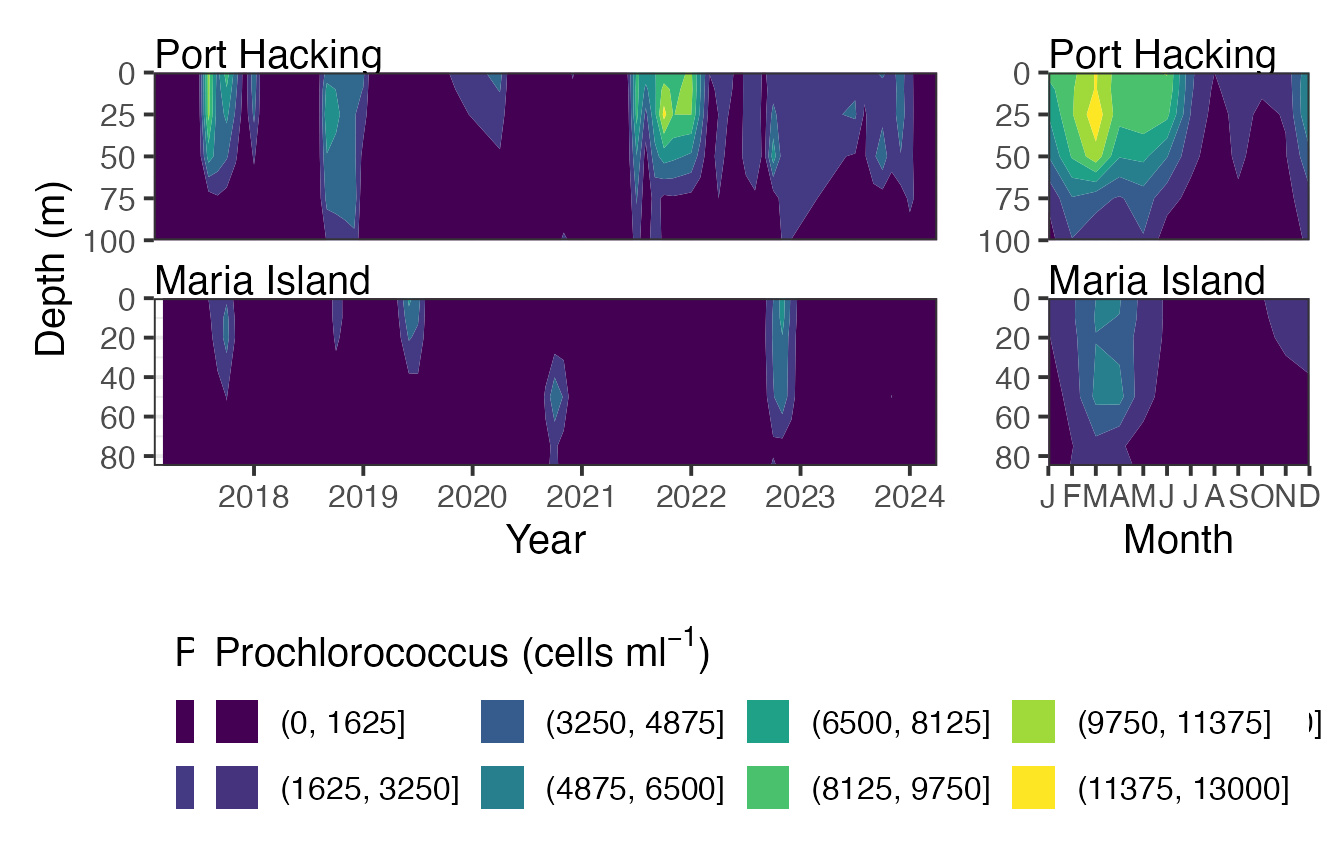 Port Hacking
Port Hacking
0
25
50
75
100
0
25
50
75
100
Depth (m)
Maria Island
Maria Island
0
20
40
60
80
0
20
40
60
80
2018 2019 2020 2021 2022 2023 2024
J F M A M J J A S O N D
Year
Month
P Prochlorococcus (cells ml⁻¹)
(0, 1625] (3250, 4875] (6500, 8125] (9750, 11375] )]
(1625, 3250] (4875, 6500] (8125, 9750] (11375, 13000]